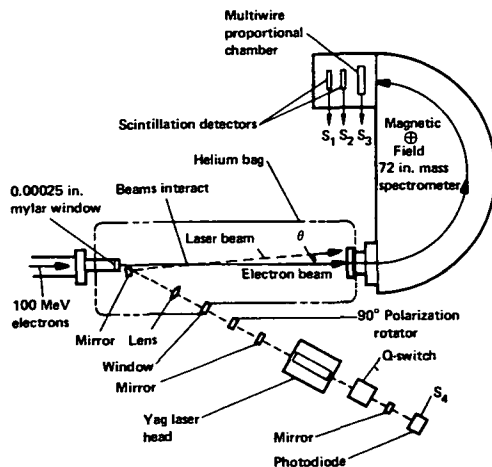 Multiwire
proportional
chamber
Scintillation detectors
S1 S2 S3
Magnetic
⊕
Field
72 in. mass
spectrometer
Helium bag
0.00025 in.
mylar window
Beams interact
Laser beam
θ
Electron beam
100 MeV
electrons
Mirror
Lens
Window
Mirror
90° Polarization
rotator
Q-switch
Yag laser
head
S4
Mirror
Photodiode